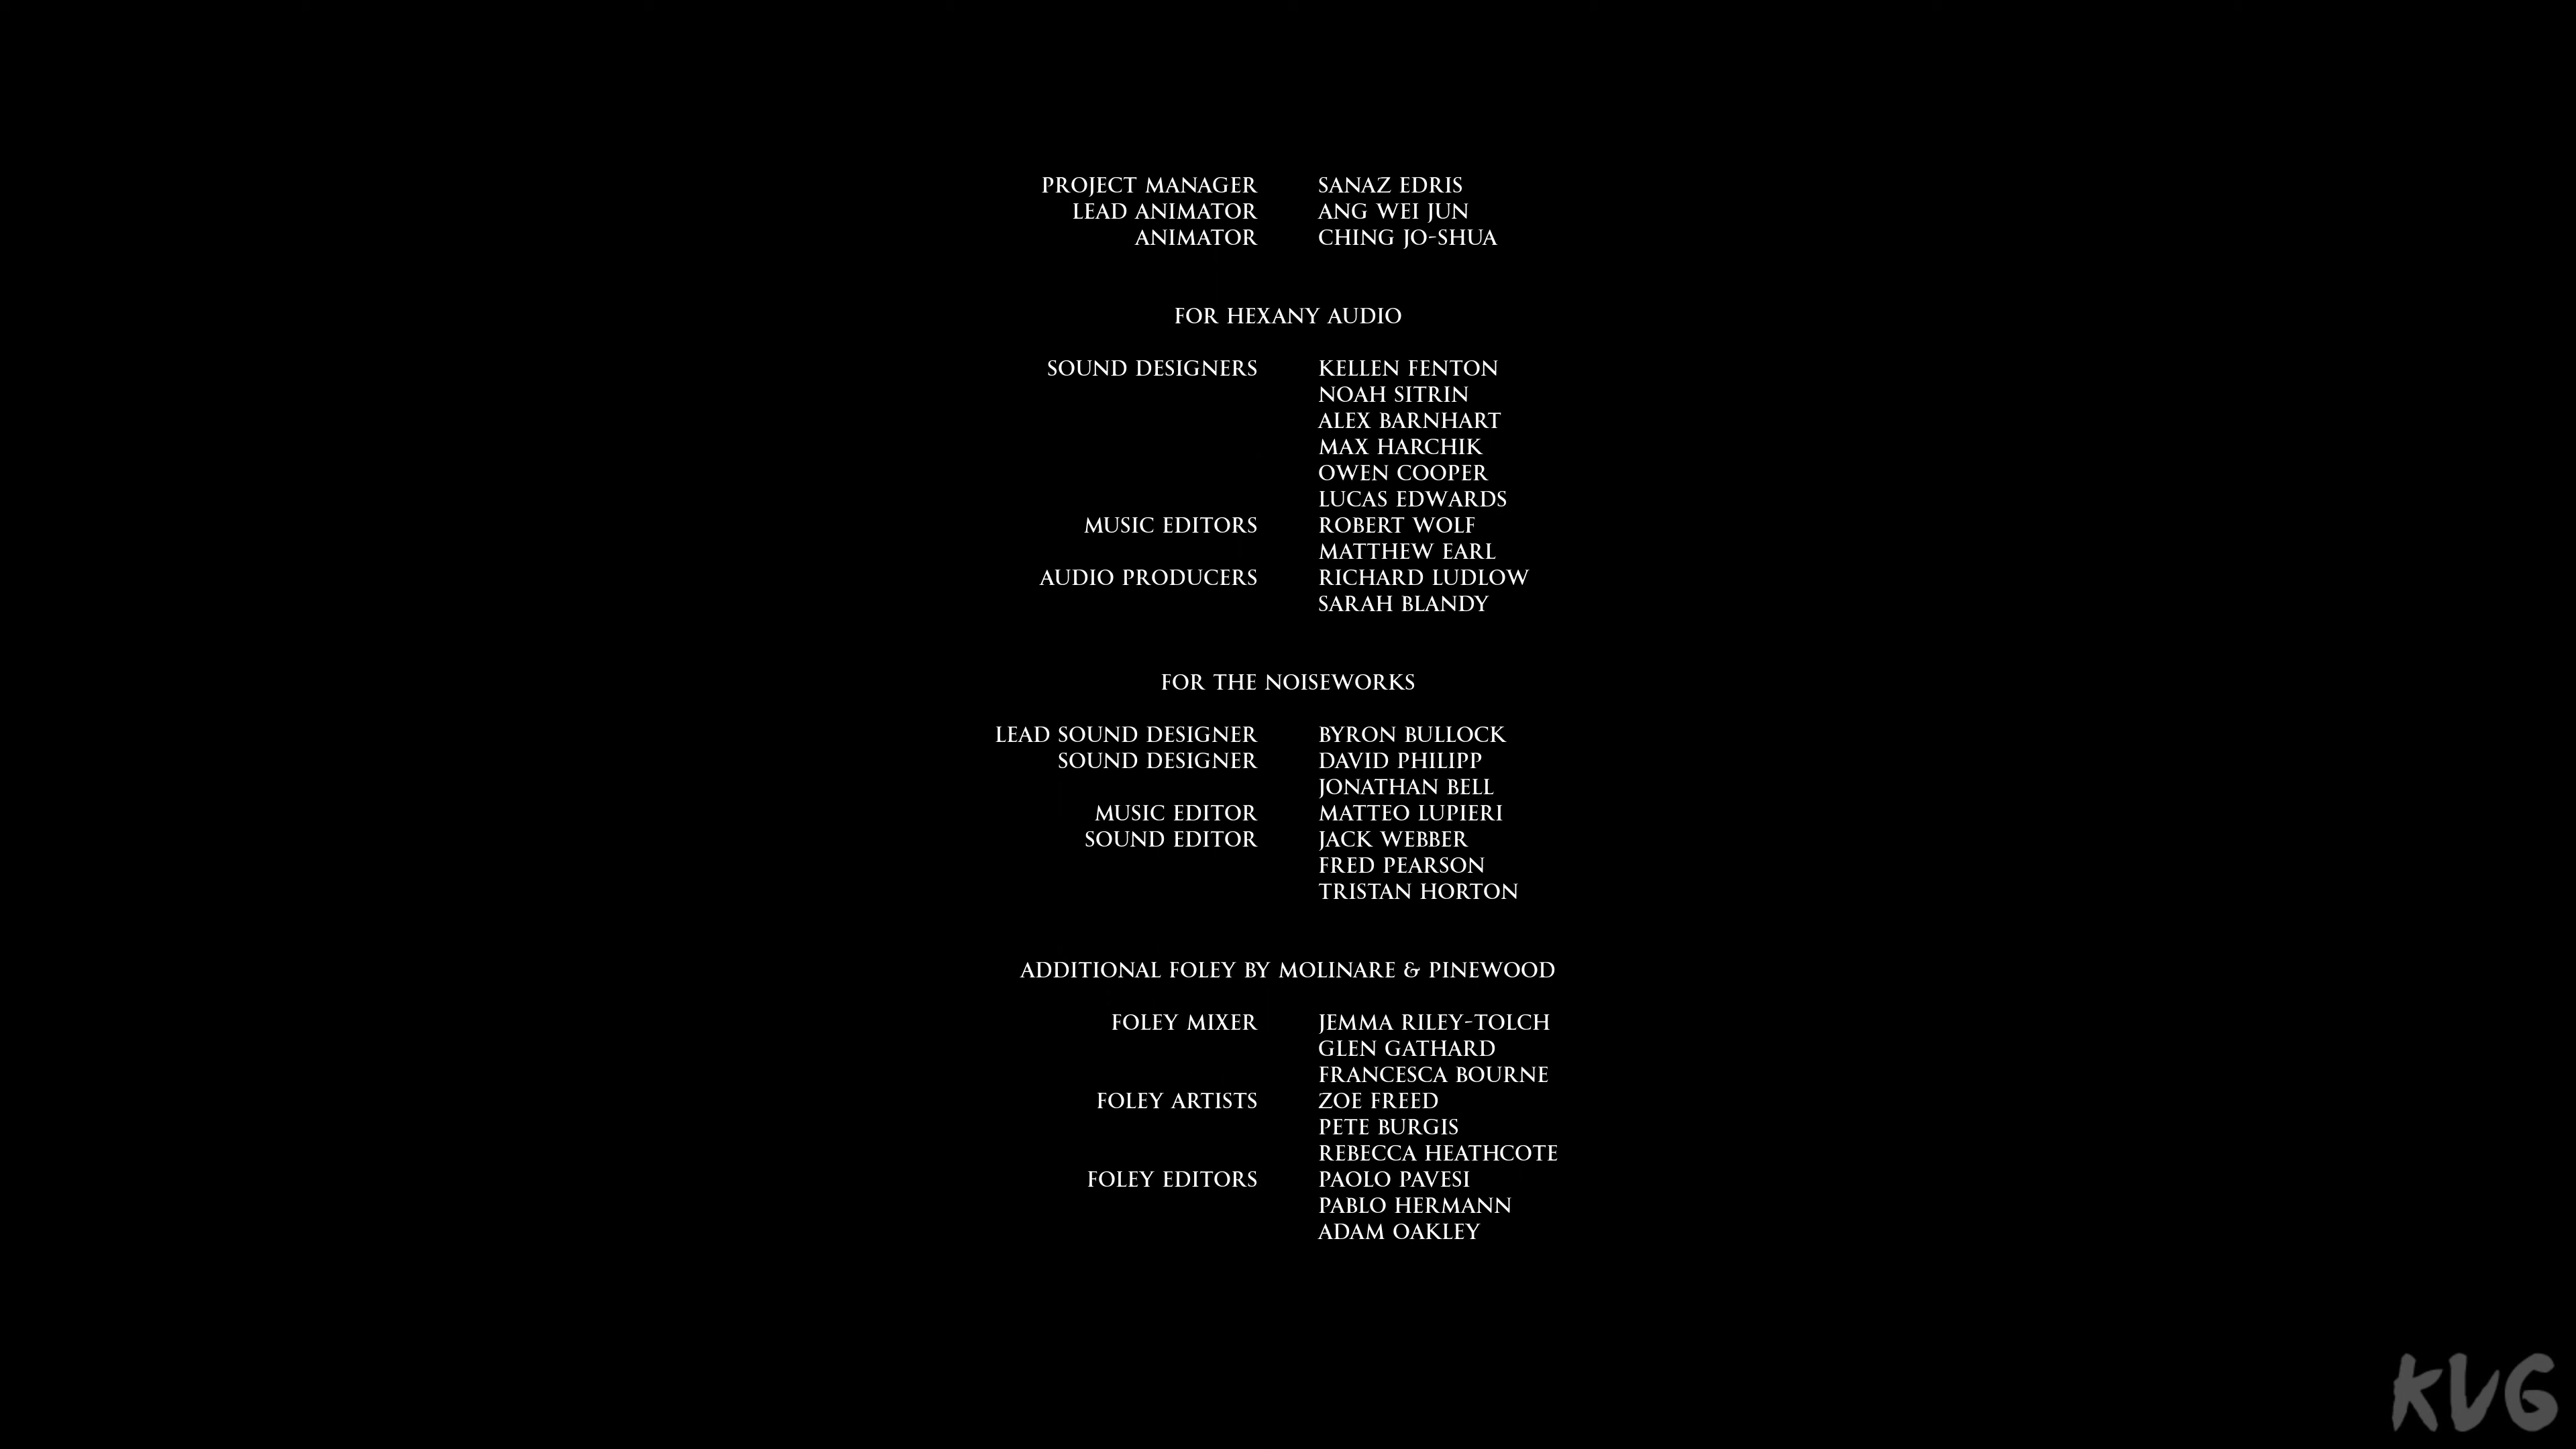 PROJECT MANAGER SANAZ EDRIS
LEAD ANIMATOR ANG WEI JUN
ANIMATOR CHING JO-SHUA
FOR HEXANY AUDIO
SOUND DESIGNERS KELLEN FENTON
NOAH SITRIN
ALEX BARNHART
MAX HARCHIK
OWEN COOPER
LUCAS EDWARDS
MUSIC EDITORS ROBERT WOLF
MATTHEW EARL
AUDIO PRODUCERS RICHARD LUDLOW
SARAH BLANDY
FOR THE NOISEWORKS
LEAD SOUND DESIGNER BYRON BULLOCK
SOUND DESIGNER DAVID PHILIPP
JONATHAN BELL
MUSIC EDITOR MATTEO LUPIERI
SOUND EDITOR JACK WEBBER
FRED PEARSON
TRISTAN HORTON
ADDITIONAL FOLEY BY MOLINARE & PINEWOOD
FOLEY MIXER JEMMA RILEY-TOLCH
GLEN GATHARD
FRANCESCA BOURNE
FOLEY ARTISTS ZOE FREED
PETE BURGIS
REBECCA HEATHCOTE
FOLEY EDITORS PAOLO PAVESI
PABLO HERMANN
ADAM OAKLEY
KVG